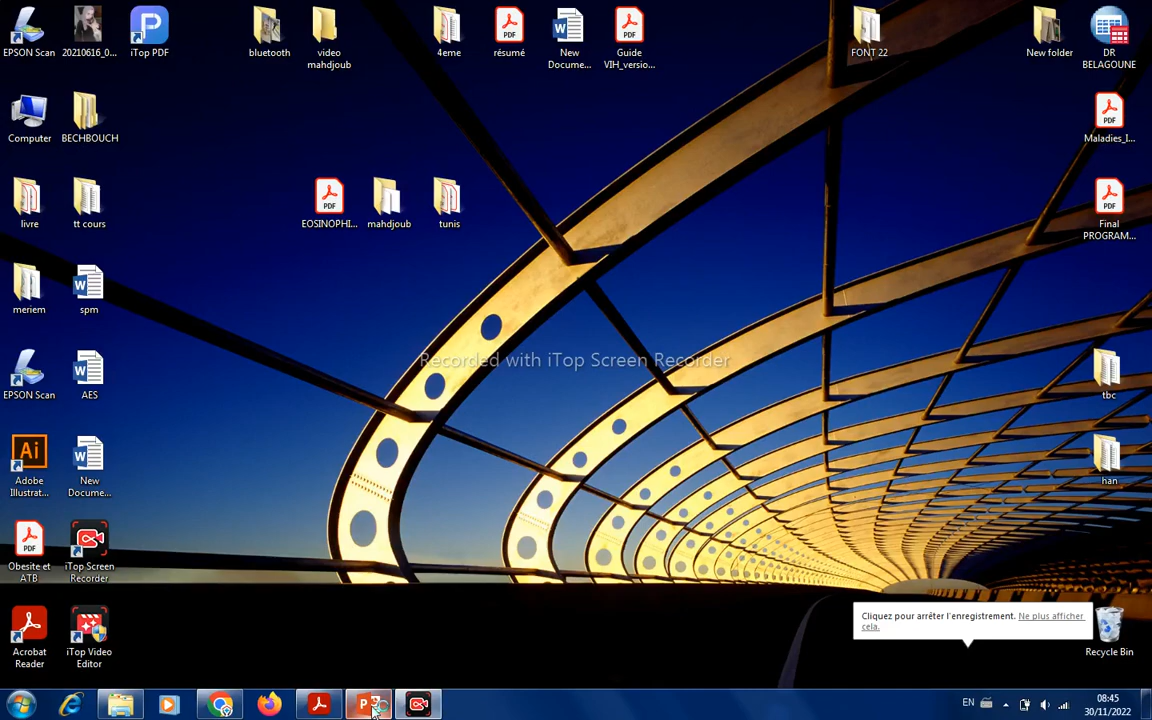 EPSON Scan
20210616_0...
iTop PDF
bluetooth
video
mahdjoub
4eme
résumé
New
Docume...
Guide
VIH_versio...
FONT 22
New folder
DR
BELAGOUNE
Computer
BECHBOUCH
Maladies_I...
livre
tt cours
EOSINOPHI...
mahdjoub
tunis
Final
PROGRAM...
meriem
spm
Recorded with iTop Screen Recorder
EPSON Scan
AES
tbc
Adobe
Illustrat...
New
Docume...
han
Obesite et
ATB
iTop Screen
Recorder
Cliquez pour arrêter l'enregistrement. Ne plus afficher
cela.
Acrobat
Reader
iTop Video
Editor
Recycle Bin
EN
08:45
30/11/2022